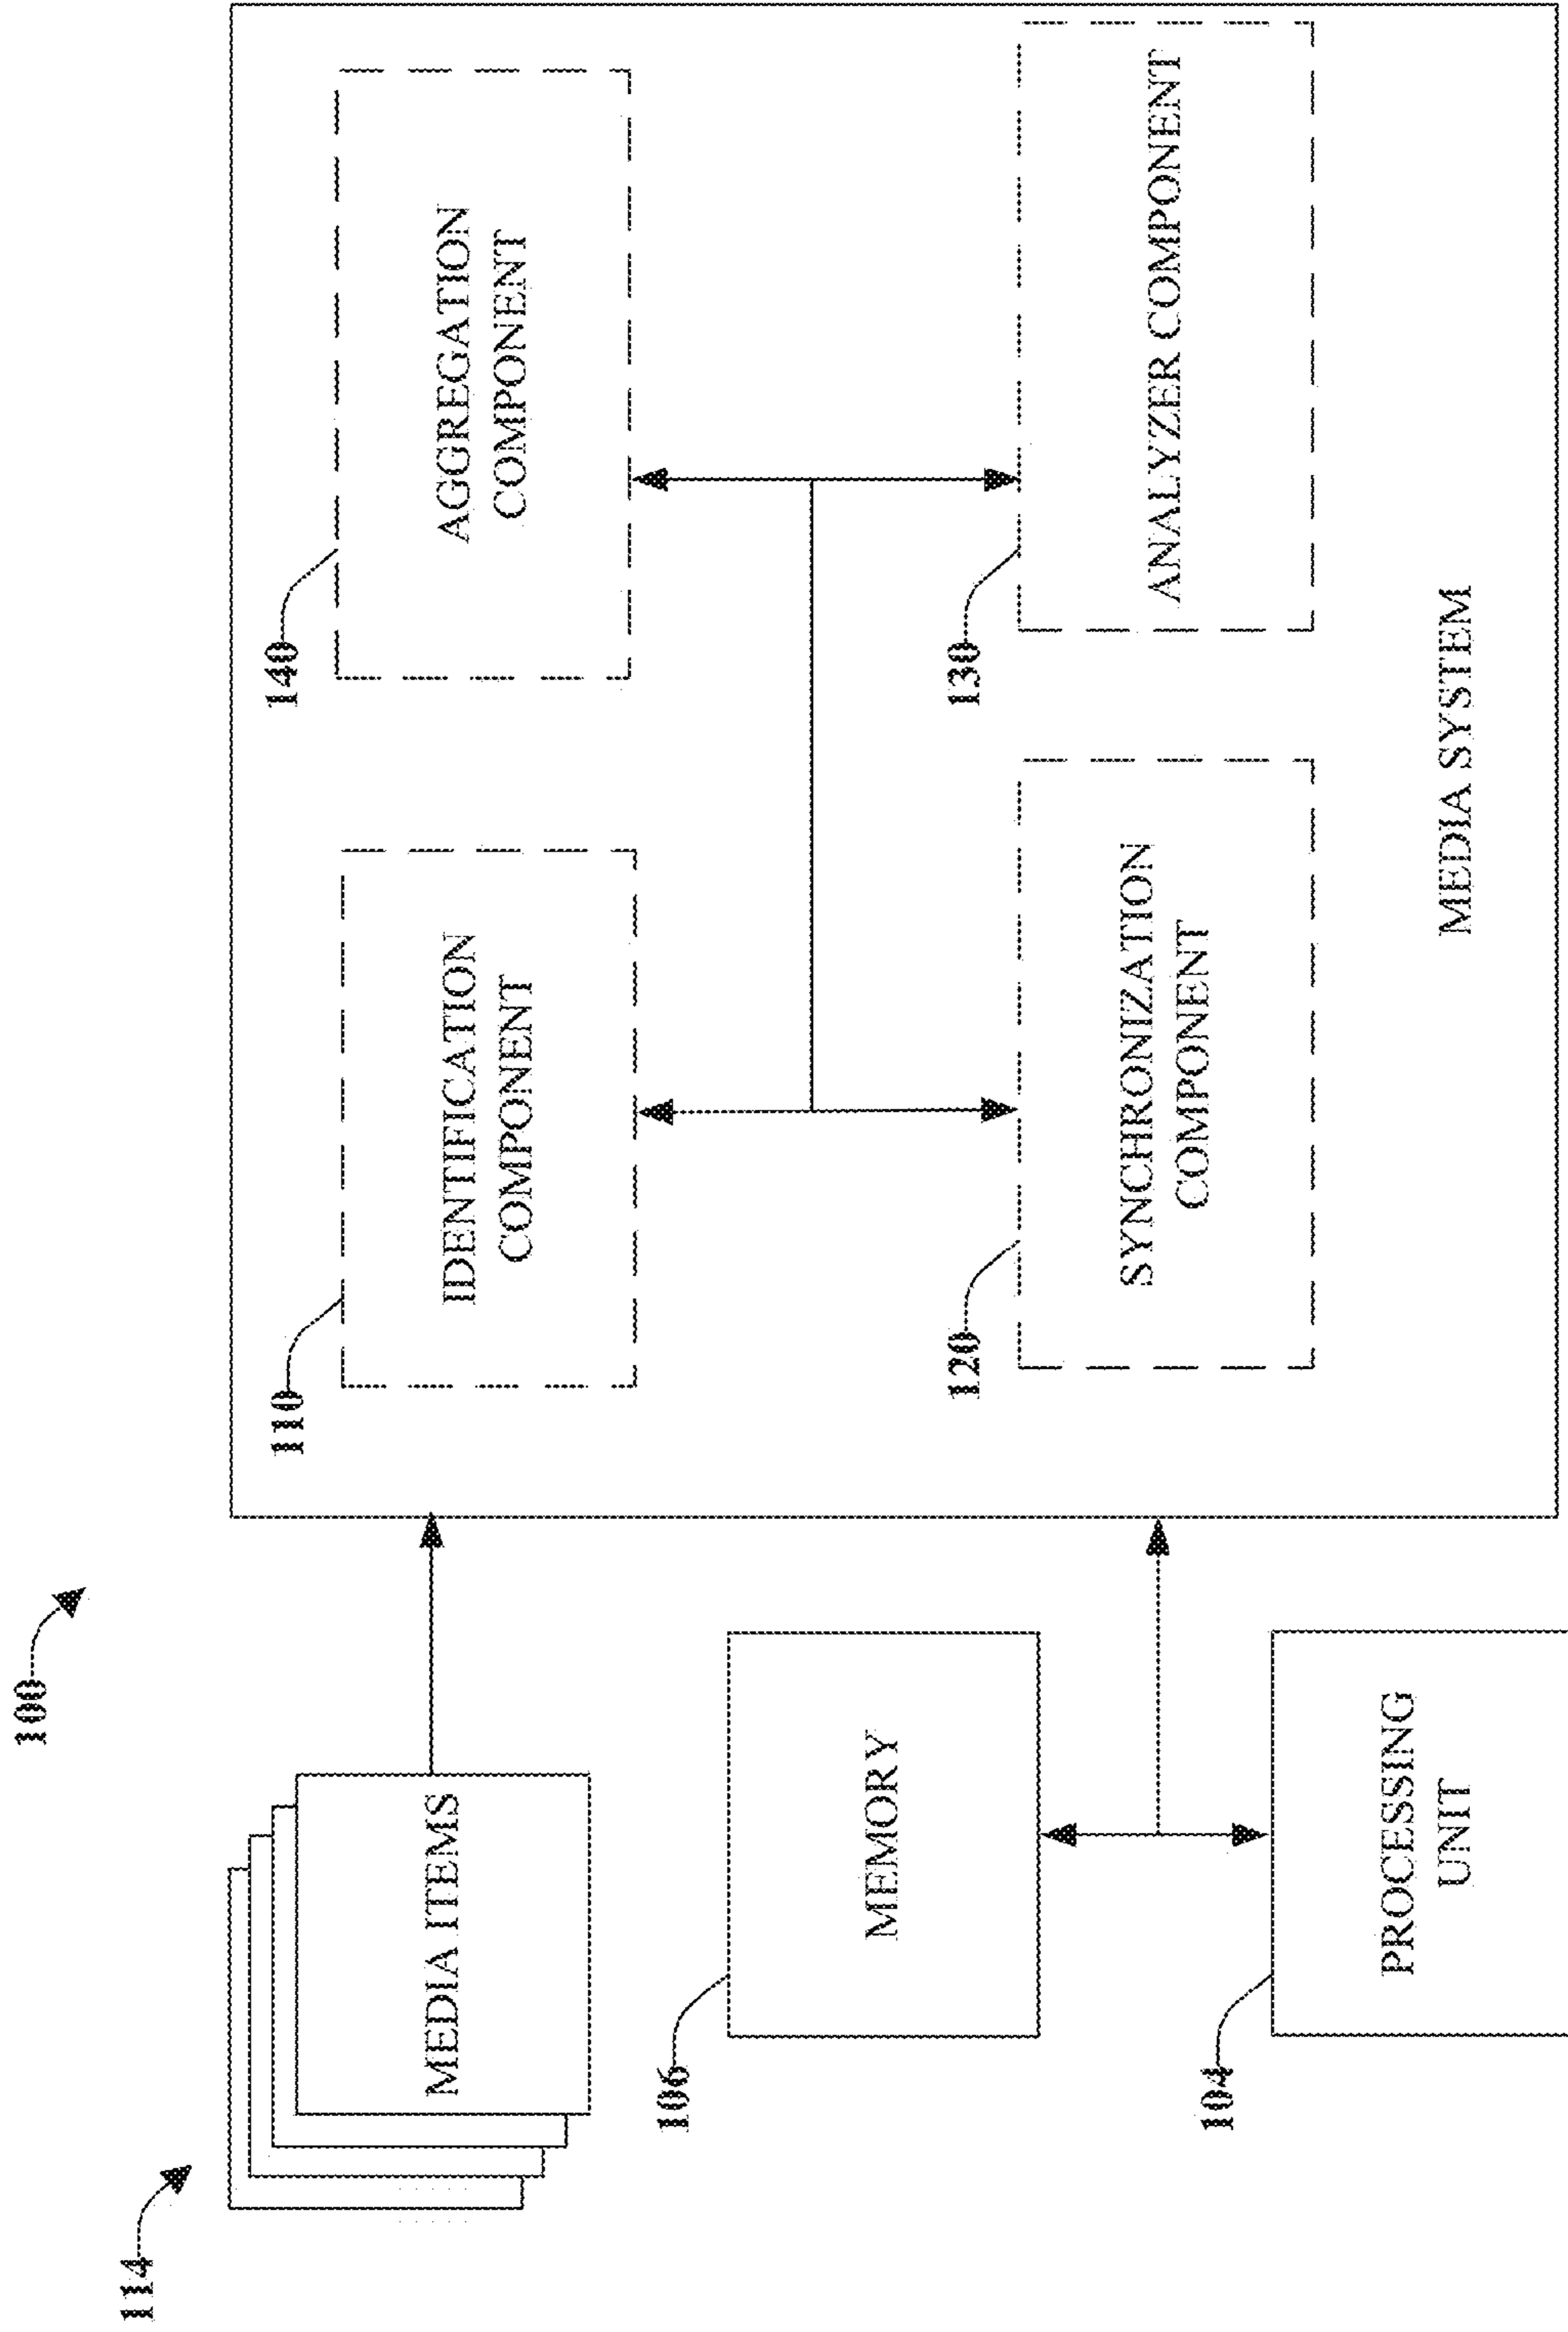 100
114
MEDIA ITEMS
106
MEMORY
104
PROCESSING
UNIT
110
IDENTIFICATION
COMPONENT
140
AGGREGATION
COMPONENT
120
SYNCHRONIZATION
COMPONENT
130
ANALYZER COMPONENT
MEDIA SYSTEM